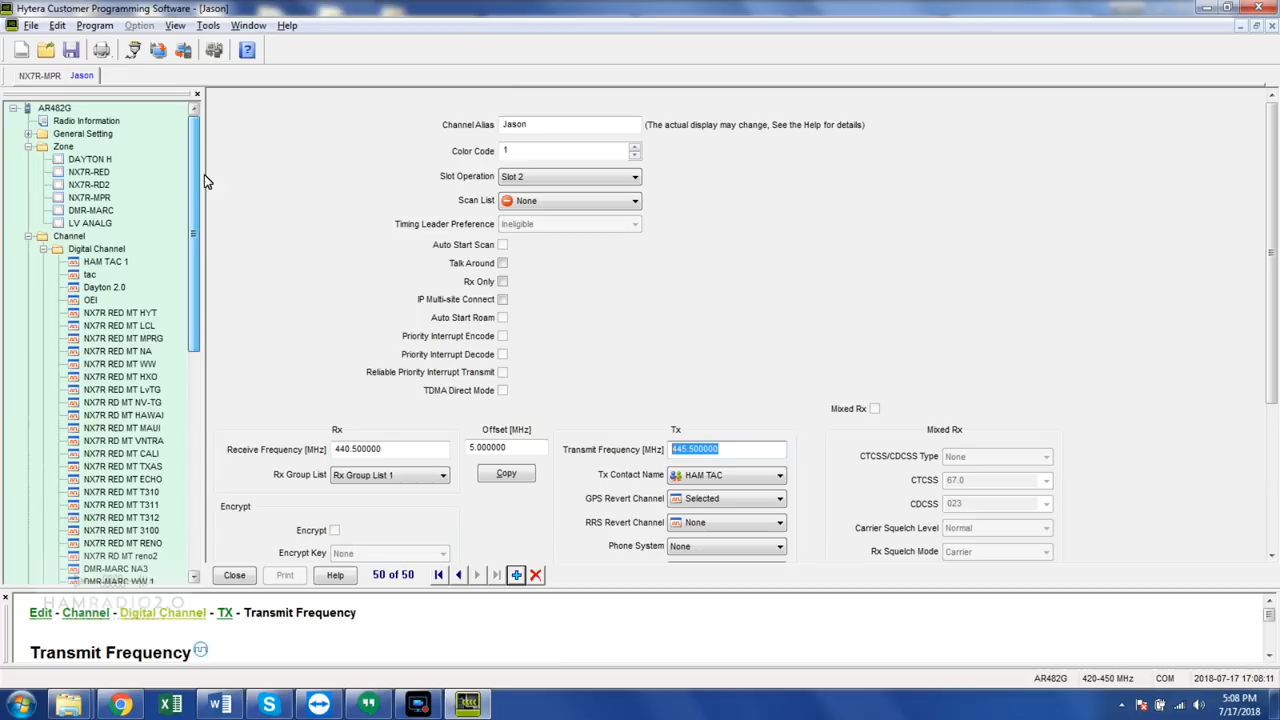 Hytera Customer Programming Software - [Jason]
File Edit Program Option View Tools Window Help
NX7R-MPR Jason
AR482G
Radio Information
General Setting
Zone
DAYTON H
NX7R-RED
NX7R-RD2
NX7R-MPR
DMR-MARC
LV ANALG
Channel
Digital Channel
HAM TAC 1
tac
Dayton 2.0
OEI
NX7R RED MT HYT
NX7R RED MT LCL
NX7R RED MT MPRG
NX7R RED MT NA
NX7R RED MT WW
NX7R RED MT HXO
NX7R RED MT LvTG
NX7R RD MT NV-TG
NX7R RD MT HAWAI
NX7R RED MT MAUI
NX7R RED MT VNTRA
NX7R RED MT CALI
NX7R RED MT TXAS
NX7R RED MT ECHO
NX7R RED MT T310
NX7R RED MT T311
NX7R RED MT T312
NX7R RED MT 3100
NX7R RED MT RENO
NX7R RD MT reno2
DMR-MARC NA3
DMR-MARC WW 1
Channel Alias Jason (The actual display may change, See the Help for details)
Color Code 1
Slot Operation Slot 2
Scan List None
Timing Leader Preference Ineligible
Auto Start Scan
Talk Around
Rx Only
IP Multi-site Connect
Auto Start Roam
Priority Interrupt Encode
Priority Interrupt Decode
Reliable Priority Interrupt Transmit
TDMA Direct Mode
Mixed Rx
Rx Offset [MHz] Tx Mixed Rx
Receive Frequency [MHz] 440.500000 5.000000 Transmit Frequency [MHz] 445.500000
CTCSS/CDCSS Type None
Rx Group List Rx Group List 1 Copy Tx Contact Name HAM TAC
CTCSS 67.0
GPS Revert Channel Selected
CDCSS 023
Encrypt
RRS Revert Channel None
Carrier Squelch Level Normal
Encrypt
Phone System None
Rx Squelch Mode Carrier
Encrypt Key None
Close Print Help 50 of 50
HAMRADIO2.0
Edit - Channel - Digital Channel - TX - Transmit Frequency
Transmit Frequency
AR482G 420-450 MHz COM 2018-07-17 17:08:11
5:08 PM
7/17/2018